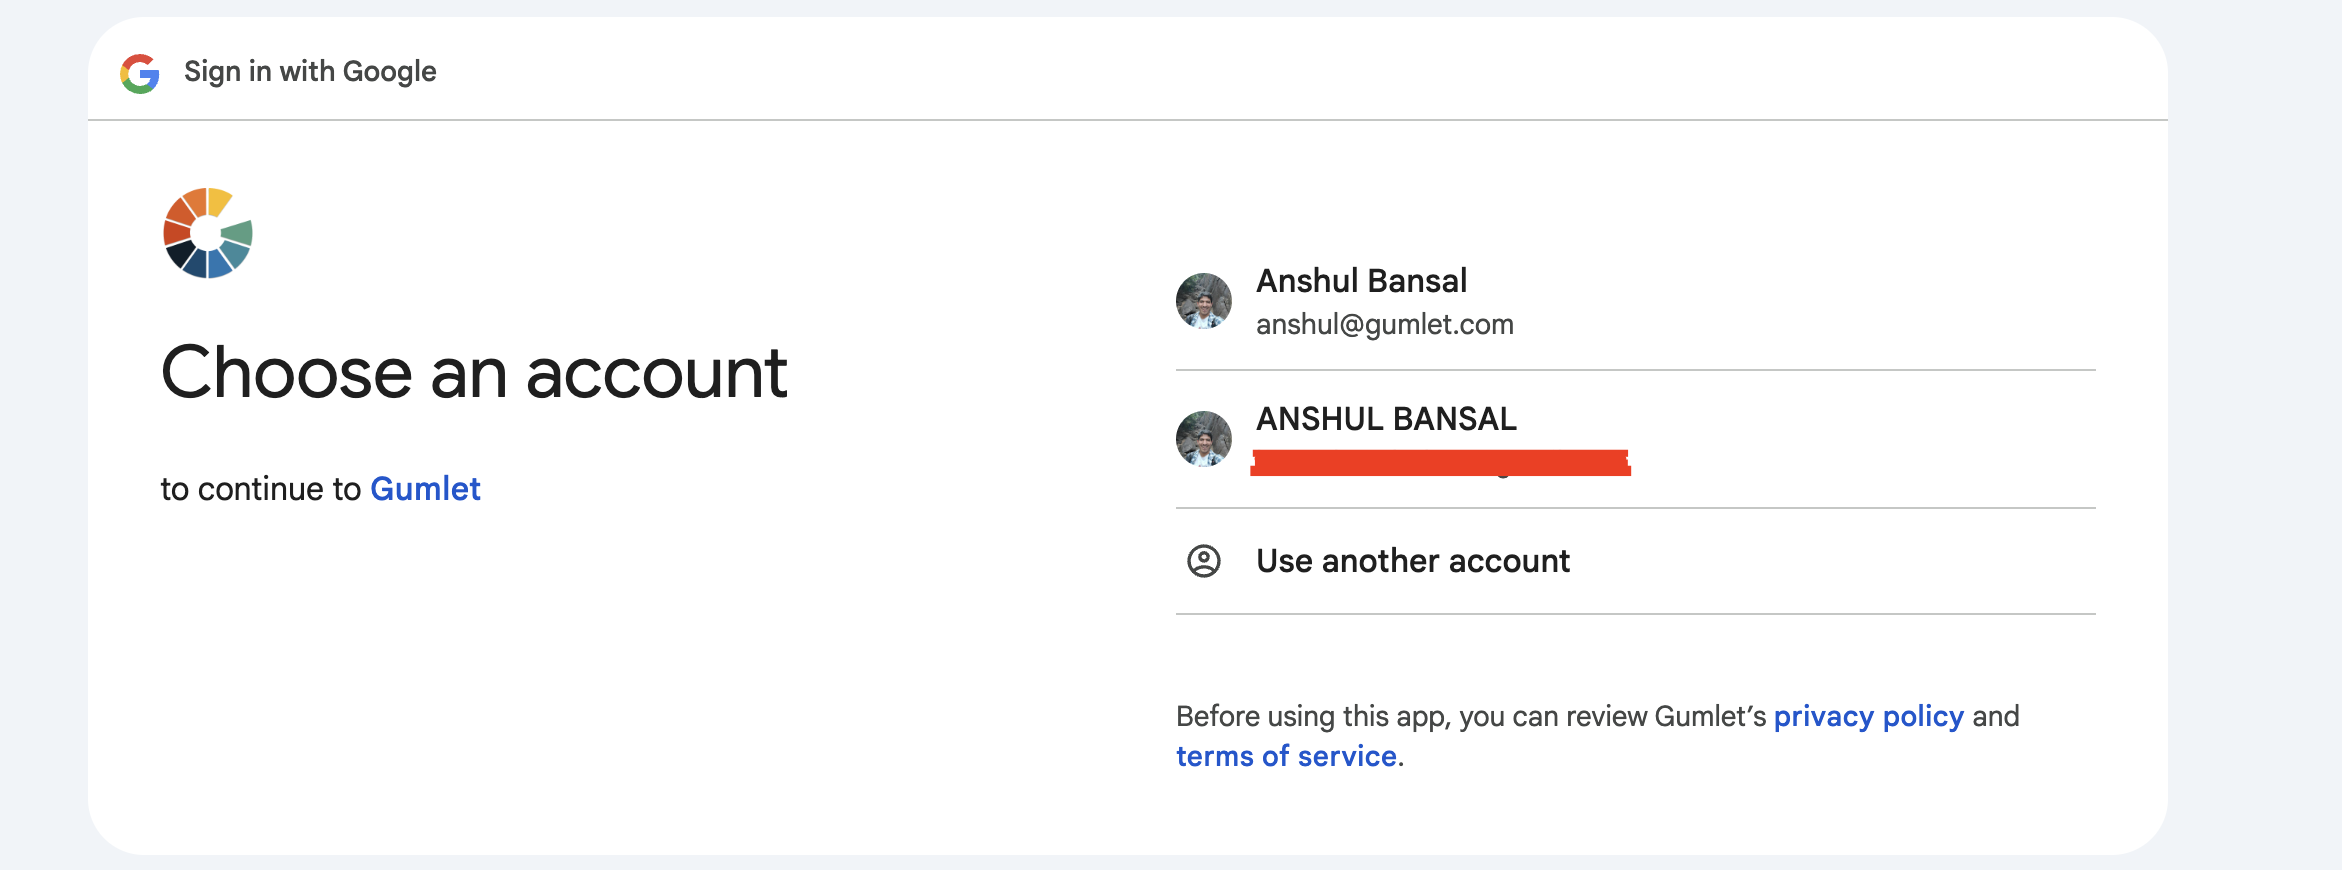 Sign in with Google
Choose an account
to continue to Gumlet
Anshul Bansal
anshul@gumlet.com
ANSHUL BANSAL
Use another account
Before using this app, you can review Gumlet’s privacy policy and
terms of service.